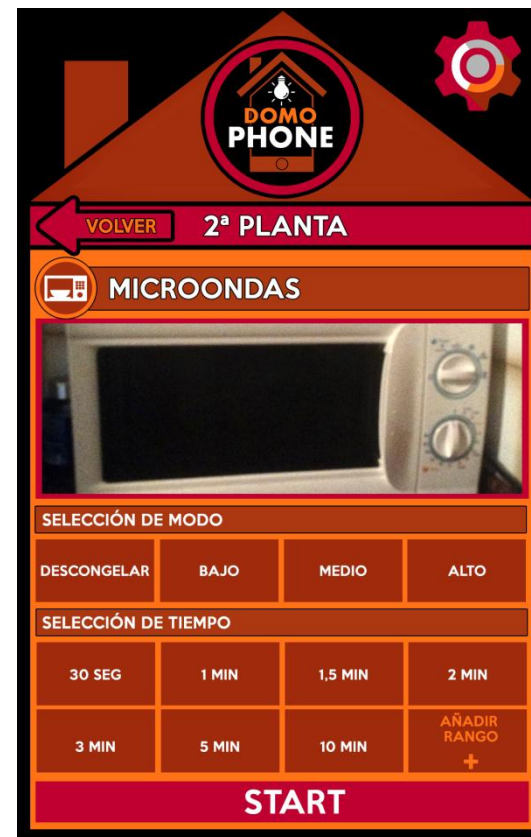 DOMO
PHONE
VOLVER
2ª PLANTA
MICROONDAS
SELECCIÓN DE MODO
DESCONGELAR
BAJO
MEDIO
ALTO
SELECCIÓN DE TIEMPO
30 SEG
1 MIN
1,5 MIN
2 MIN
3 MIN
5 MIN
10 MIN
AÑADIR
RANGO
+
START